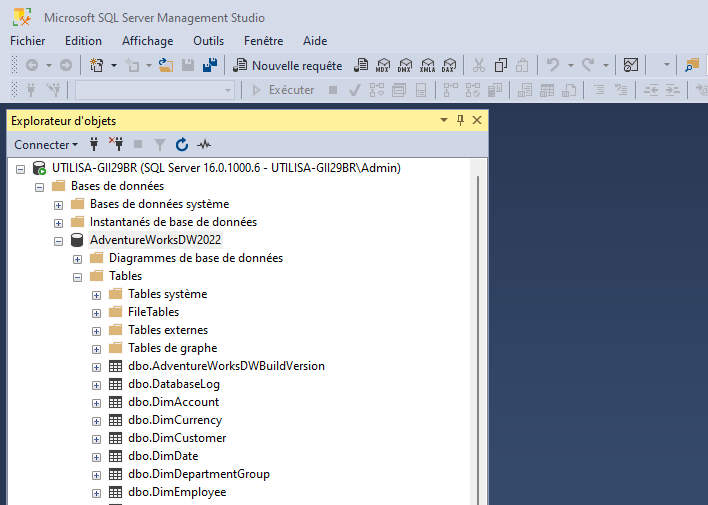 Microsoft SQL Server Management Studio
Fichier Edition Affichage Outils Fenêtre Aide
Nouvelle requête MDX DMX XMLA DAX
Exécuter
Explorateur d'objets
Connecter
UTILISA-GII29BR (SQL Server 16.0.1000.6 - UTILISA-GII29BR\Admin)
Bases de données
Bases de données système
Instantanés de base de données
AdventureWorksDW2022
Diagrammes de base de données
Tables
Tables système
FileTables
Tables externes
Tables de graphe
dbo.AdventureWorksDWBuildVersion
dbo.DatabaseLog
dbo.DimAccount
dbo.DimCurrency
dbo.DimCustomer
dbo.DimDate
dbo.DimDepartmentGroup
dbo.DimEmployee